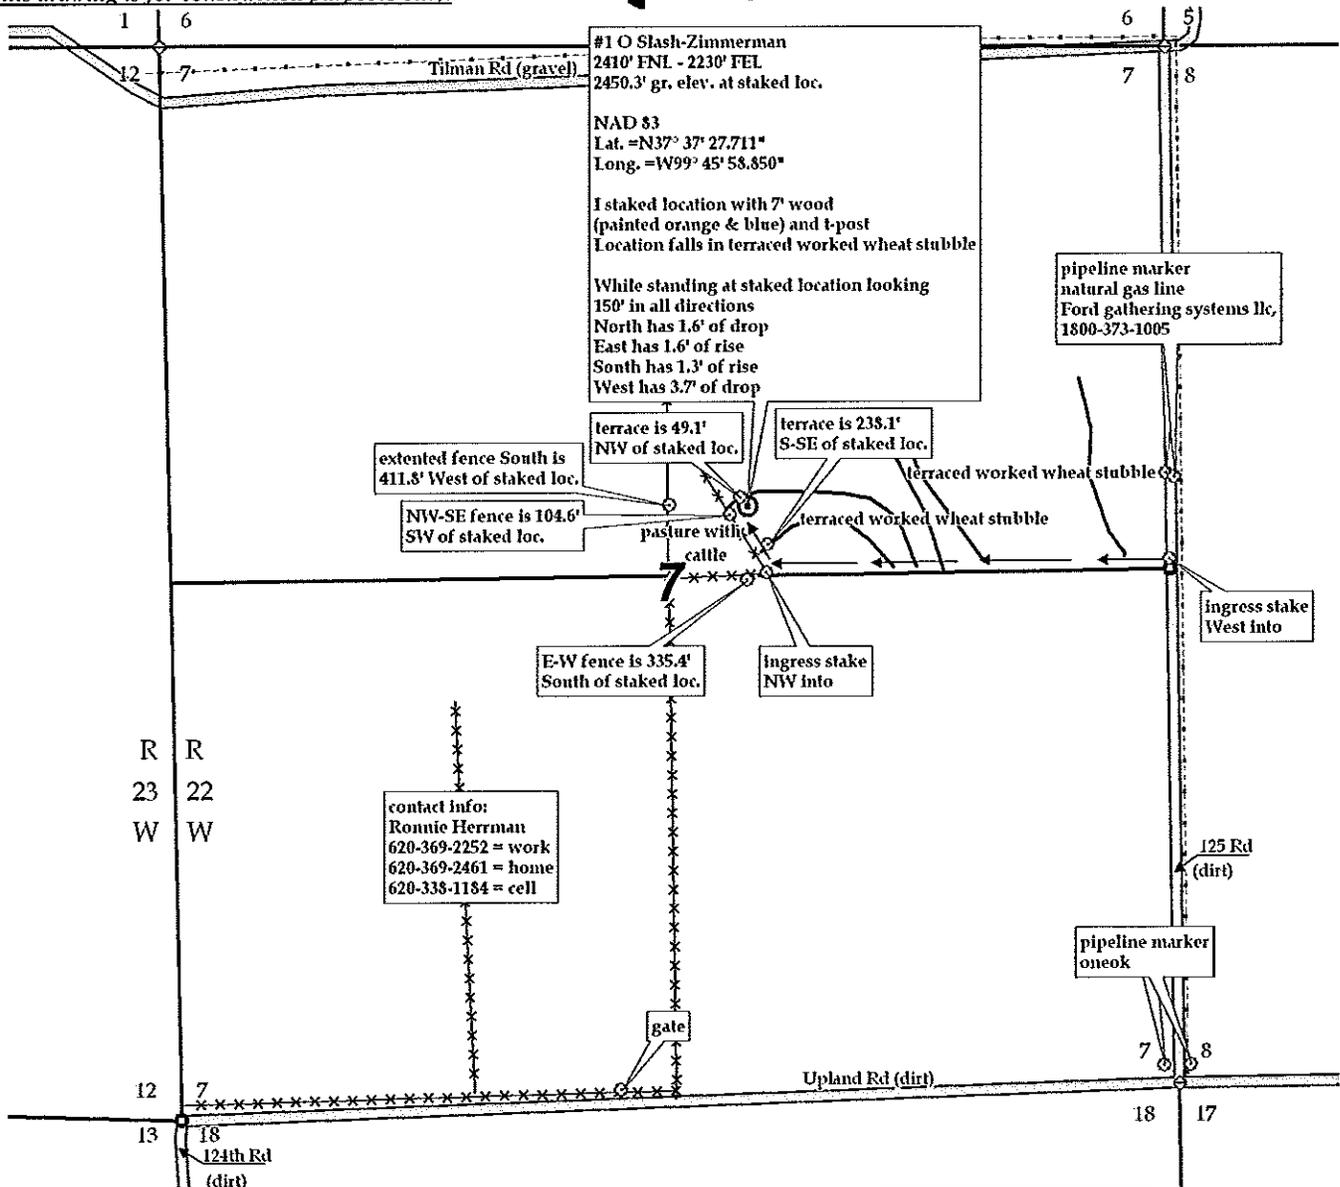 1 6
6 5
12 7
7 8
Tilman Rd (gravel)
#1 O Slash-Zimmerman
2410' FNL - 2230' FEL
2450.3' gr. elev. at staked loc.
NAD 83
Lat. =N37° 37' 27.711"
Long. =W99° 45' 58.850"
I staked location with 7' wood
(painted orange & blue) and t-post
Location falls in terraced worked wheat stubble
While standing at staked location looking
150' in all directions
North has 1.6' of drop
East has 1.6' of rise
South has 1.3' of rise
West has 3.7' of drop
pipeline marker
natural gas line
Ford gathering systems llc,
1800-373-1005
terrace is 49.1'
NW of staked loc.
terrace is 238.1'
S-SE of staked loc.
extented fence South is
411.8' West of staked loc.
terraced worked wheat stubble
NW-SE fence is 104.6'
SW of staked loc.
terraced worked wheat stubble
pasture with
cattle
7
ingress stake
West into
E-W fence is 335.4'
South of staked loc.
ingress stake
NW into
R R
23 22
W W
contact info:
Ronnie Herrman
620-369-2252 = work
620-369-2461 = home
620-338-1184 = cell
125 Rd
(dirt)
pipeline marker
oneok
gate
7 8
Upland Rd (dirt)
12 7
18 17
13 18
124th Rd
(dirt)